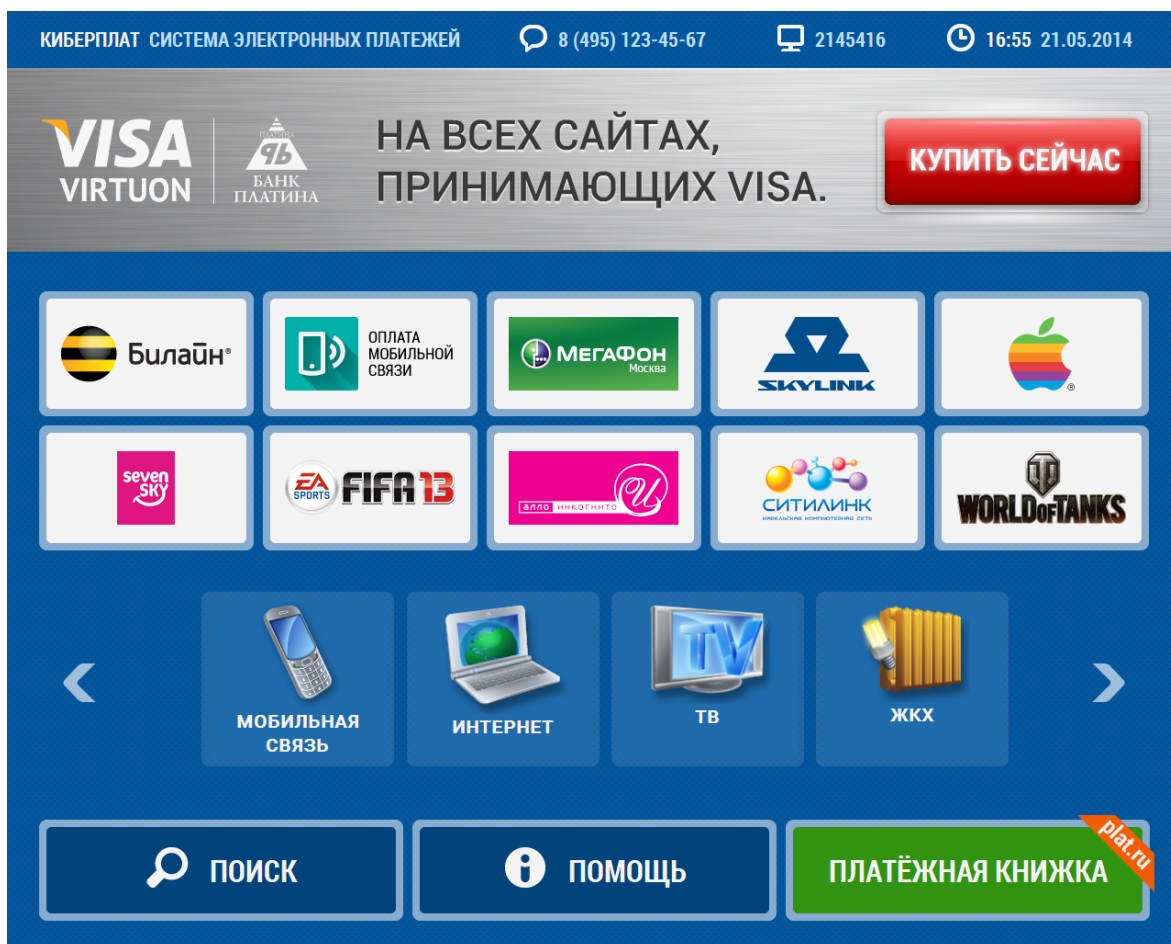 КИБЕРПЛАТ СИСТЕМА ЭЛЕКТРОННЫХ ПЛАТЕЖЕЙ
8 (495) 123-45-67
2145416
16:55 21.05.2014
VISA
VIRTUON
ПЛАТИНА
БАНК
ПЛАТИНА
НА ВСЕХ САЙТАХ,
ПРИНИМАЮЩИХ VISA.
КУПИТЬ СЕЙЧАС
Билайн®
ОПЛАТА
МОБИЛЬНОЙ
СВЯЗИ
МЕГАФОН
Москва
SKYLINK
®
seven
sky
EA
SPORTS
FIFA 13
алло инкогнито
СИТИЛИНК
WORLD OF TANKS
МОБИЛЬНАЯ
СВЯЗЬ
ИНТЕРНЕТ
TV
ТВ
ЖКХ
ПОИСК
ПОМОЩЬ
ПЛАТЁЖНАЯ КНИЖКА
plat.ru